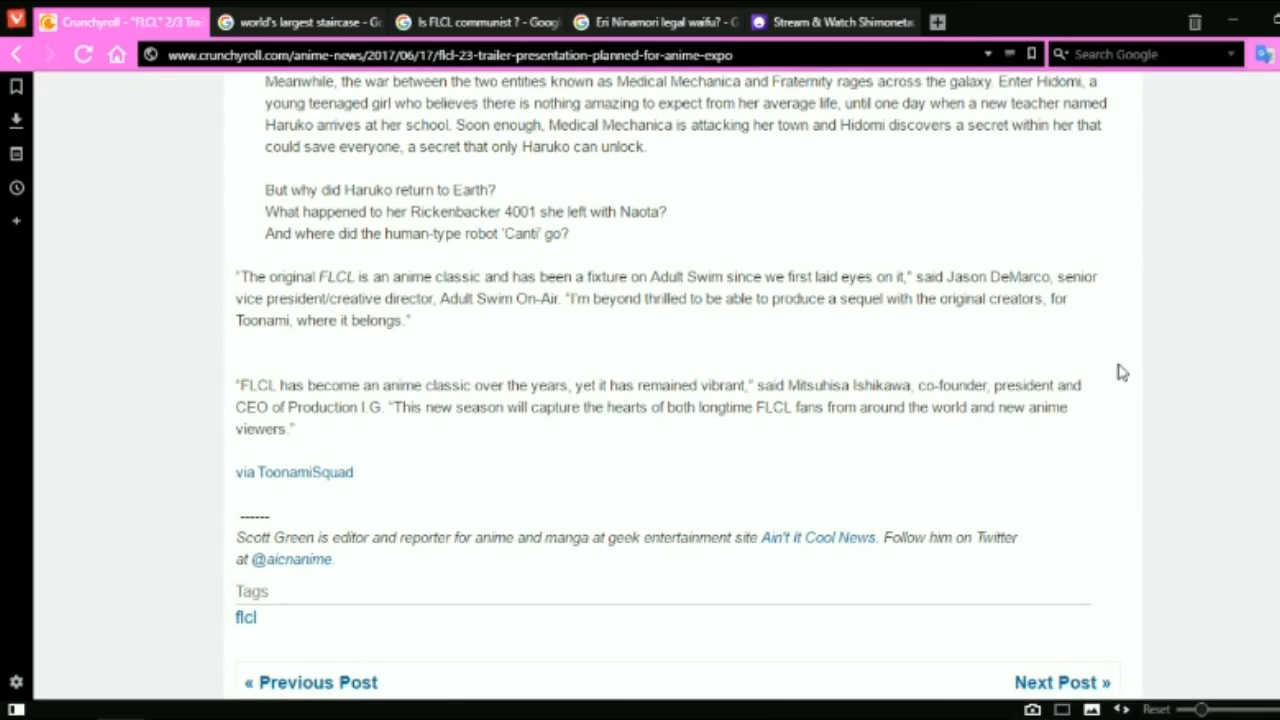 Crunchyroll - "FLCL" 2/3 Trai
world's largest staircase - Go
Is FLCL communist ? - Googl
Eri Ninamori legal waifu? - G
Stream & Watch Shimoneta:
www.crunchyroll.com/anime-news/2017/06/17/flcl-23-trailer-presentation-planned-for-anime-expo
Search Google
Meanwhile, the war between the two entities known as Medical Mechanica and Fraternity rages across the galaxy. Enter Hidomi, a
young teenaged girl who believes there is nothing amazing to expect from her average life, until one day when a new teacher named
Haruko arrives at her school. Soon enough, Medical Mechanica is attacking her town and Hidomi discovers a secret within her that
could save everyone, a secret that only Haruko can unlock.
But why did Haruko return to Earth?
What happened to her Rickenbacker 4001 she left with Naota?
And where did the human-type robot 'Canti' go?
“The original FLCL is an anime classic and has been a fixture on Adult Swim since we first laid eyes on it,” said Jason DeMarco, senior
vice president/creative director, Adult Swim On-Air. “I'm beyond thrilled to be able to produce a sequel with the original creators, for
Toonami, where it belongs.”
“FLCL has become an anime classic over the years, yet it has remained vibrant,” said Mitsuhisa Ishikawa, co-founder, president and
CEO of Production I.G. “This new season will capture the hearts of both longtime FLCL fans from around the world and new anime
viewers.”
via ToonamiSquad
------
Scott Green is editor and reporter for anime and manga at geek entertainment site Ain't It Cool News. Follow him on Twitter
at @aicnanime.
Tags
flcl
« Previous Post
Next Post »
Reset